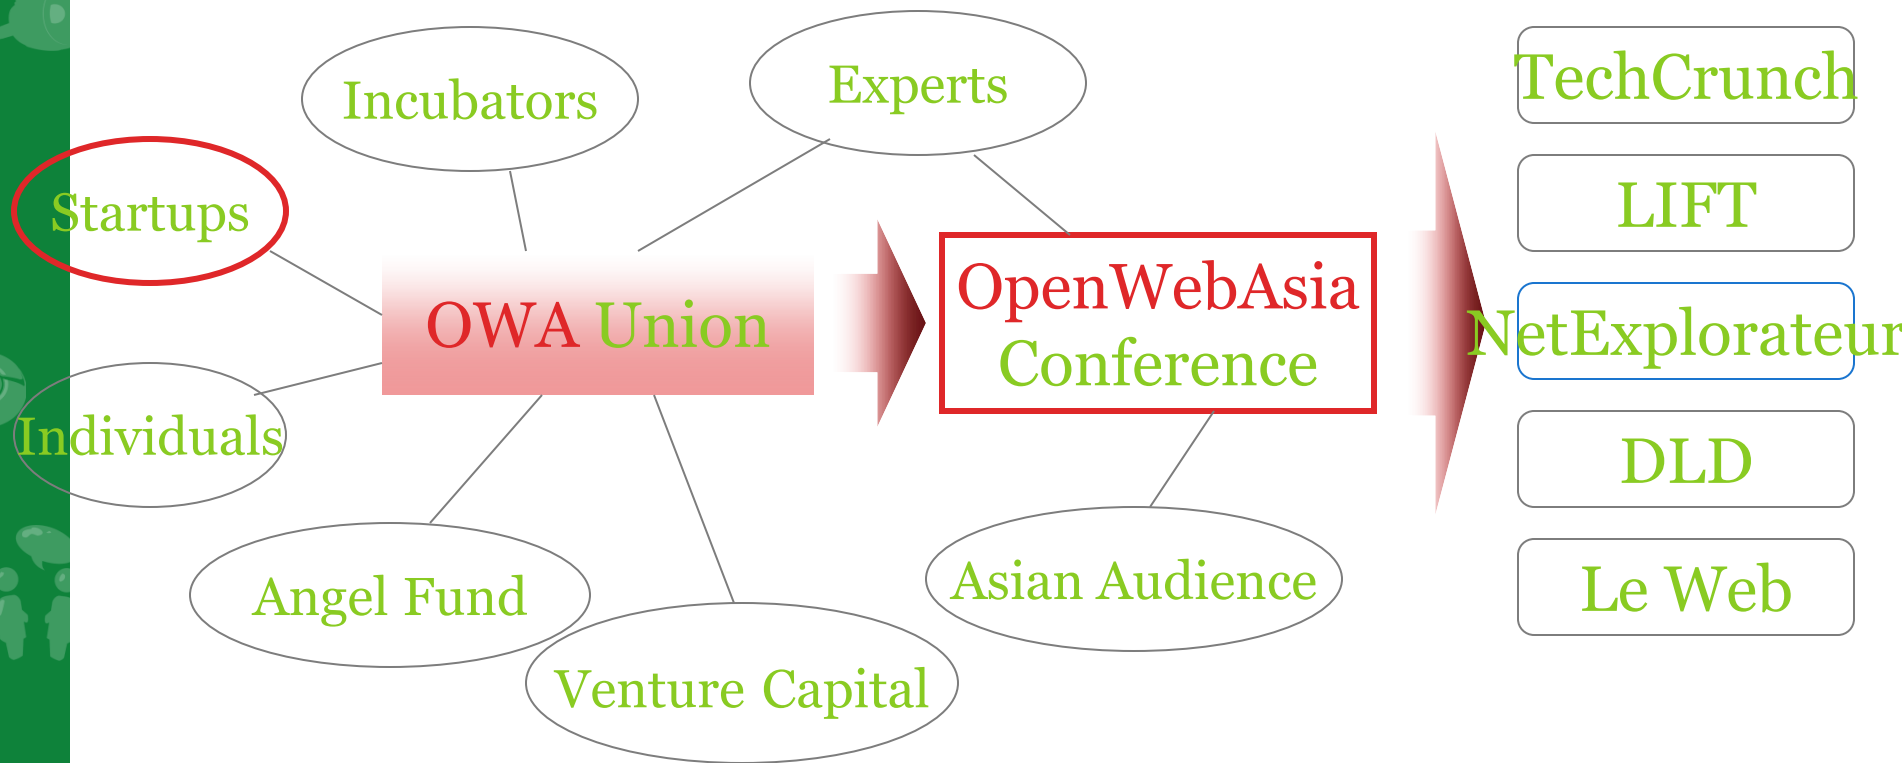 Incubators
Experts
Startups
Individuals
OWA Union
Angel Fund
Venture Capital
OpenWebAsia
Conference
Asian Audience
TechCrunch
LIFT
NetExplorateur
DLD
Le Web